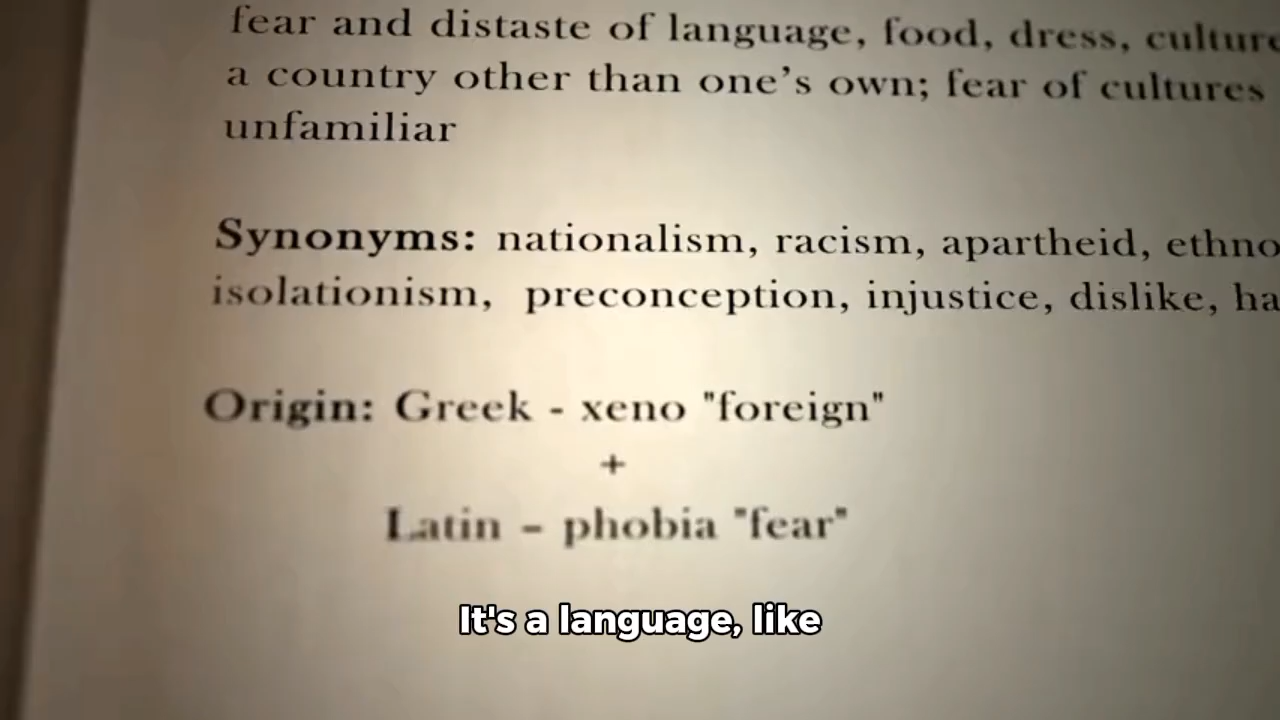 fear and distaste of language, food, dress, culture
a country other than one's own; fear of cultures
unfamiliar
Synonyms: nationalism, racism, apartheid, ethno
isolationism, preconception, injustice, dislike, ha
Origin: Greek - xeno "foreign"
+
Latin – phobia "fear"
It's a language, like